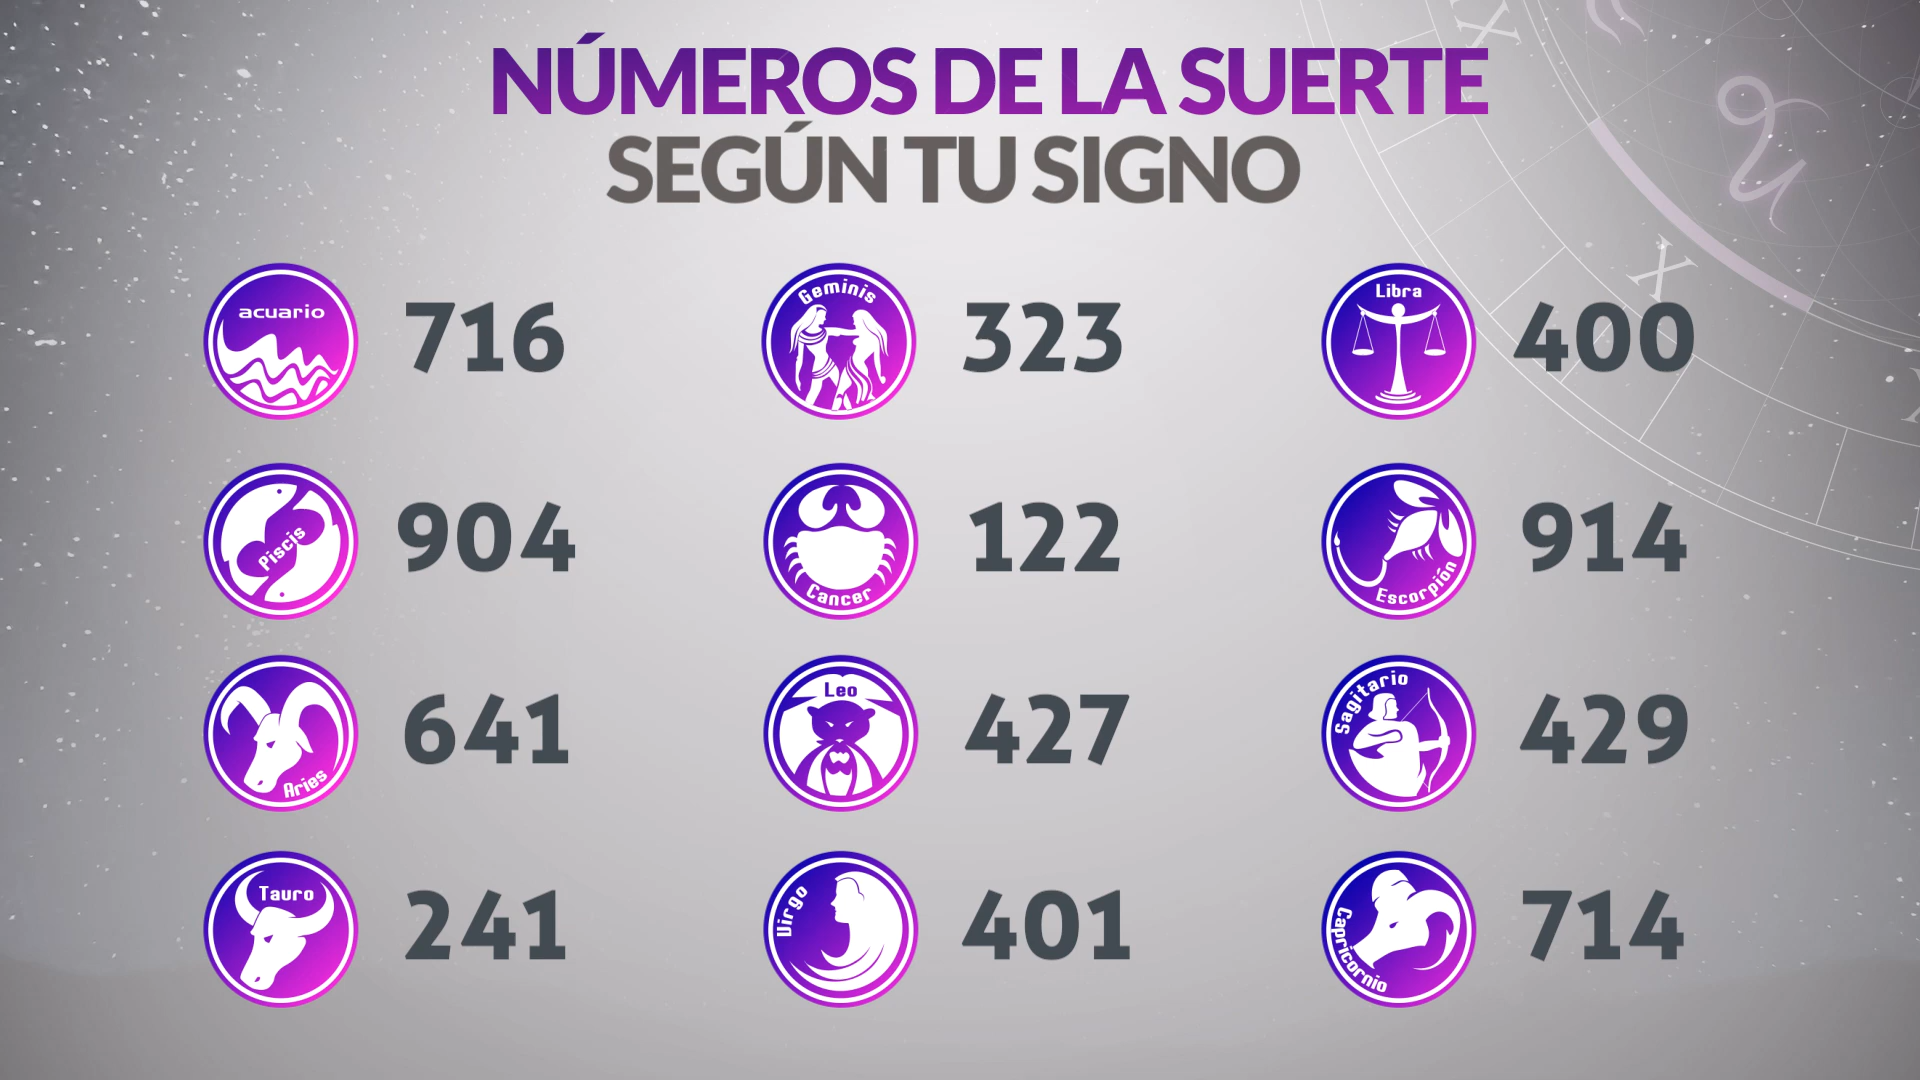 NÚMEROS DE LA SUERTE
SEGÚN TU SIGNO
acuario 716
Geminis 323
Libra 400
Piscis 904
Cancer 122
Escorpión 914
Aries 641
Leo 427
Sagitario 429
Tauro 241
Virgo 401
Capricornio 714
X
X